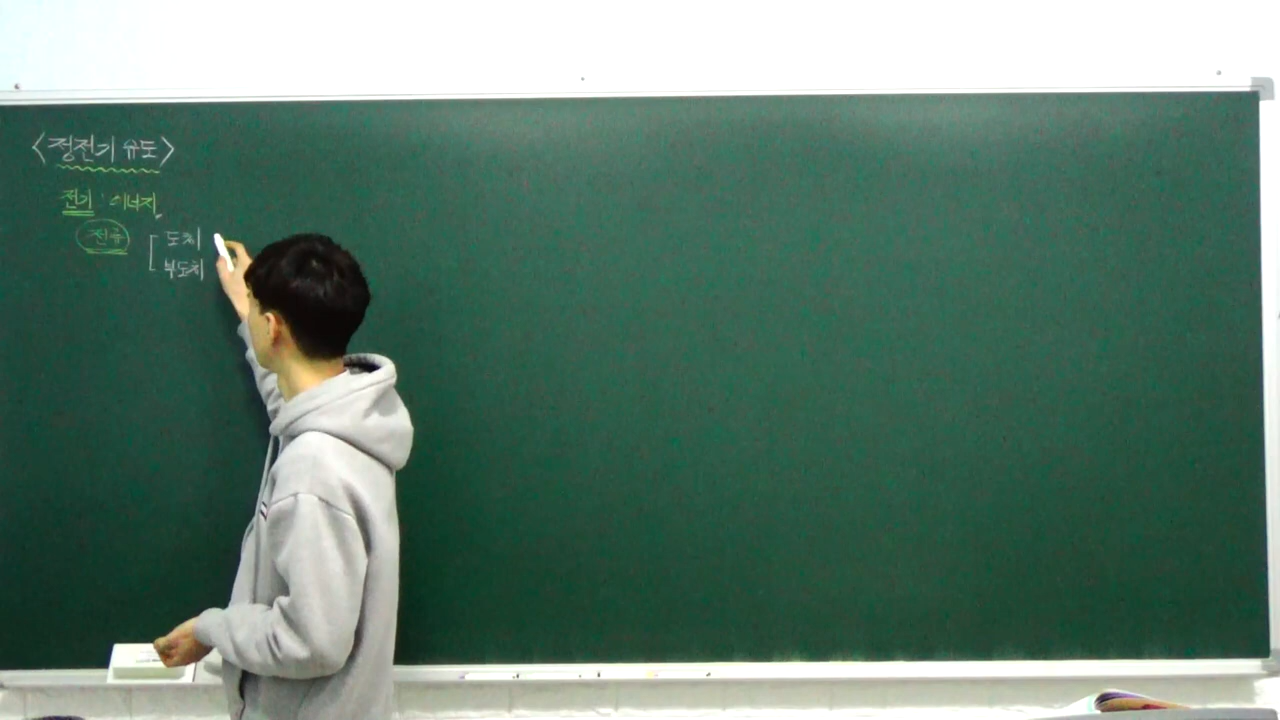 <정전기 유도>
전기 에너지
전류
도체
부도체